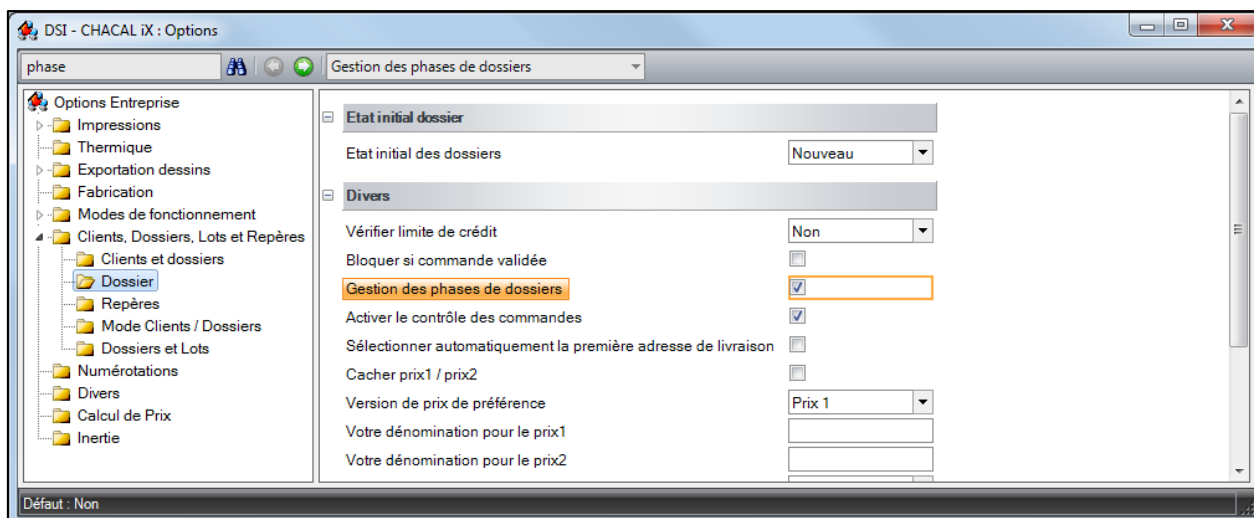 DSI - CHACAL iX : Options
phase
Gestion des phases de dossiers
Options Entreprise
Impressions
Thermique
Exportation dessins
Fabrication
Modes de fonctionnement
Clients, Dossiers, Lots et Repères
Clients et dossiers
Dossier
Repères
Mode Clients / Dossiers
Dossiers et Lots
Numérotations
Divers
Calcul de Prix
Inertie
Etat initial dossier
Etat initial des dossiers Nouveau
Divers
Vérifier limite de crédit Non
Bloquer si commande validée
Gestion des phases de dossiers
Activer le contrôle des commandes
Sélectionner automatiquement la première adresse de livraison
Cacher prix1 / prix2
Version de prix de préférence Prix 1
Votre dénomination pour le prix1
Votre dénomination pour le prix2
Défaut : Non